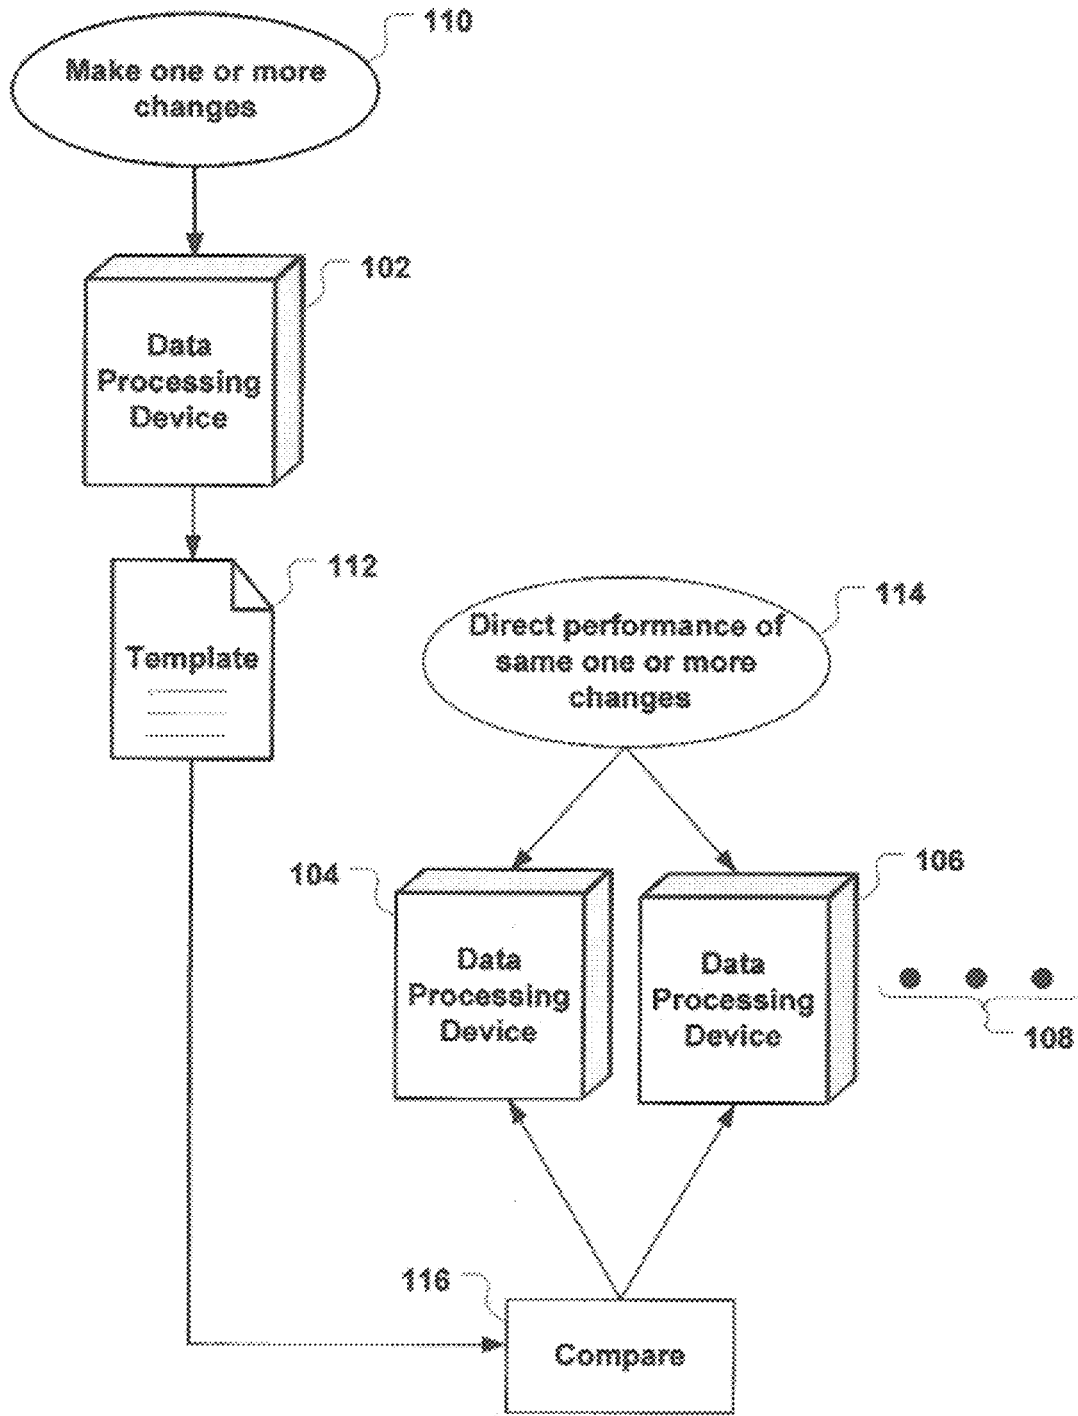 110
Make one or more
changes
102
Data
Processing
Device
112
Template
114
Direct performance of
same one or more
changes
104
106
Data
Processing
Device
Data
Processing
Device
108
116
Compare